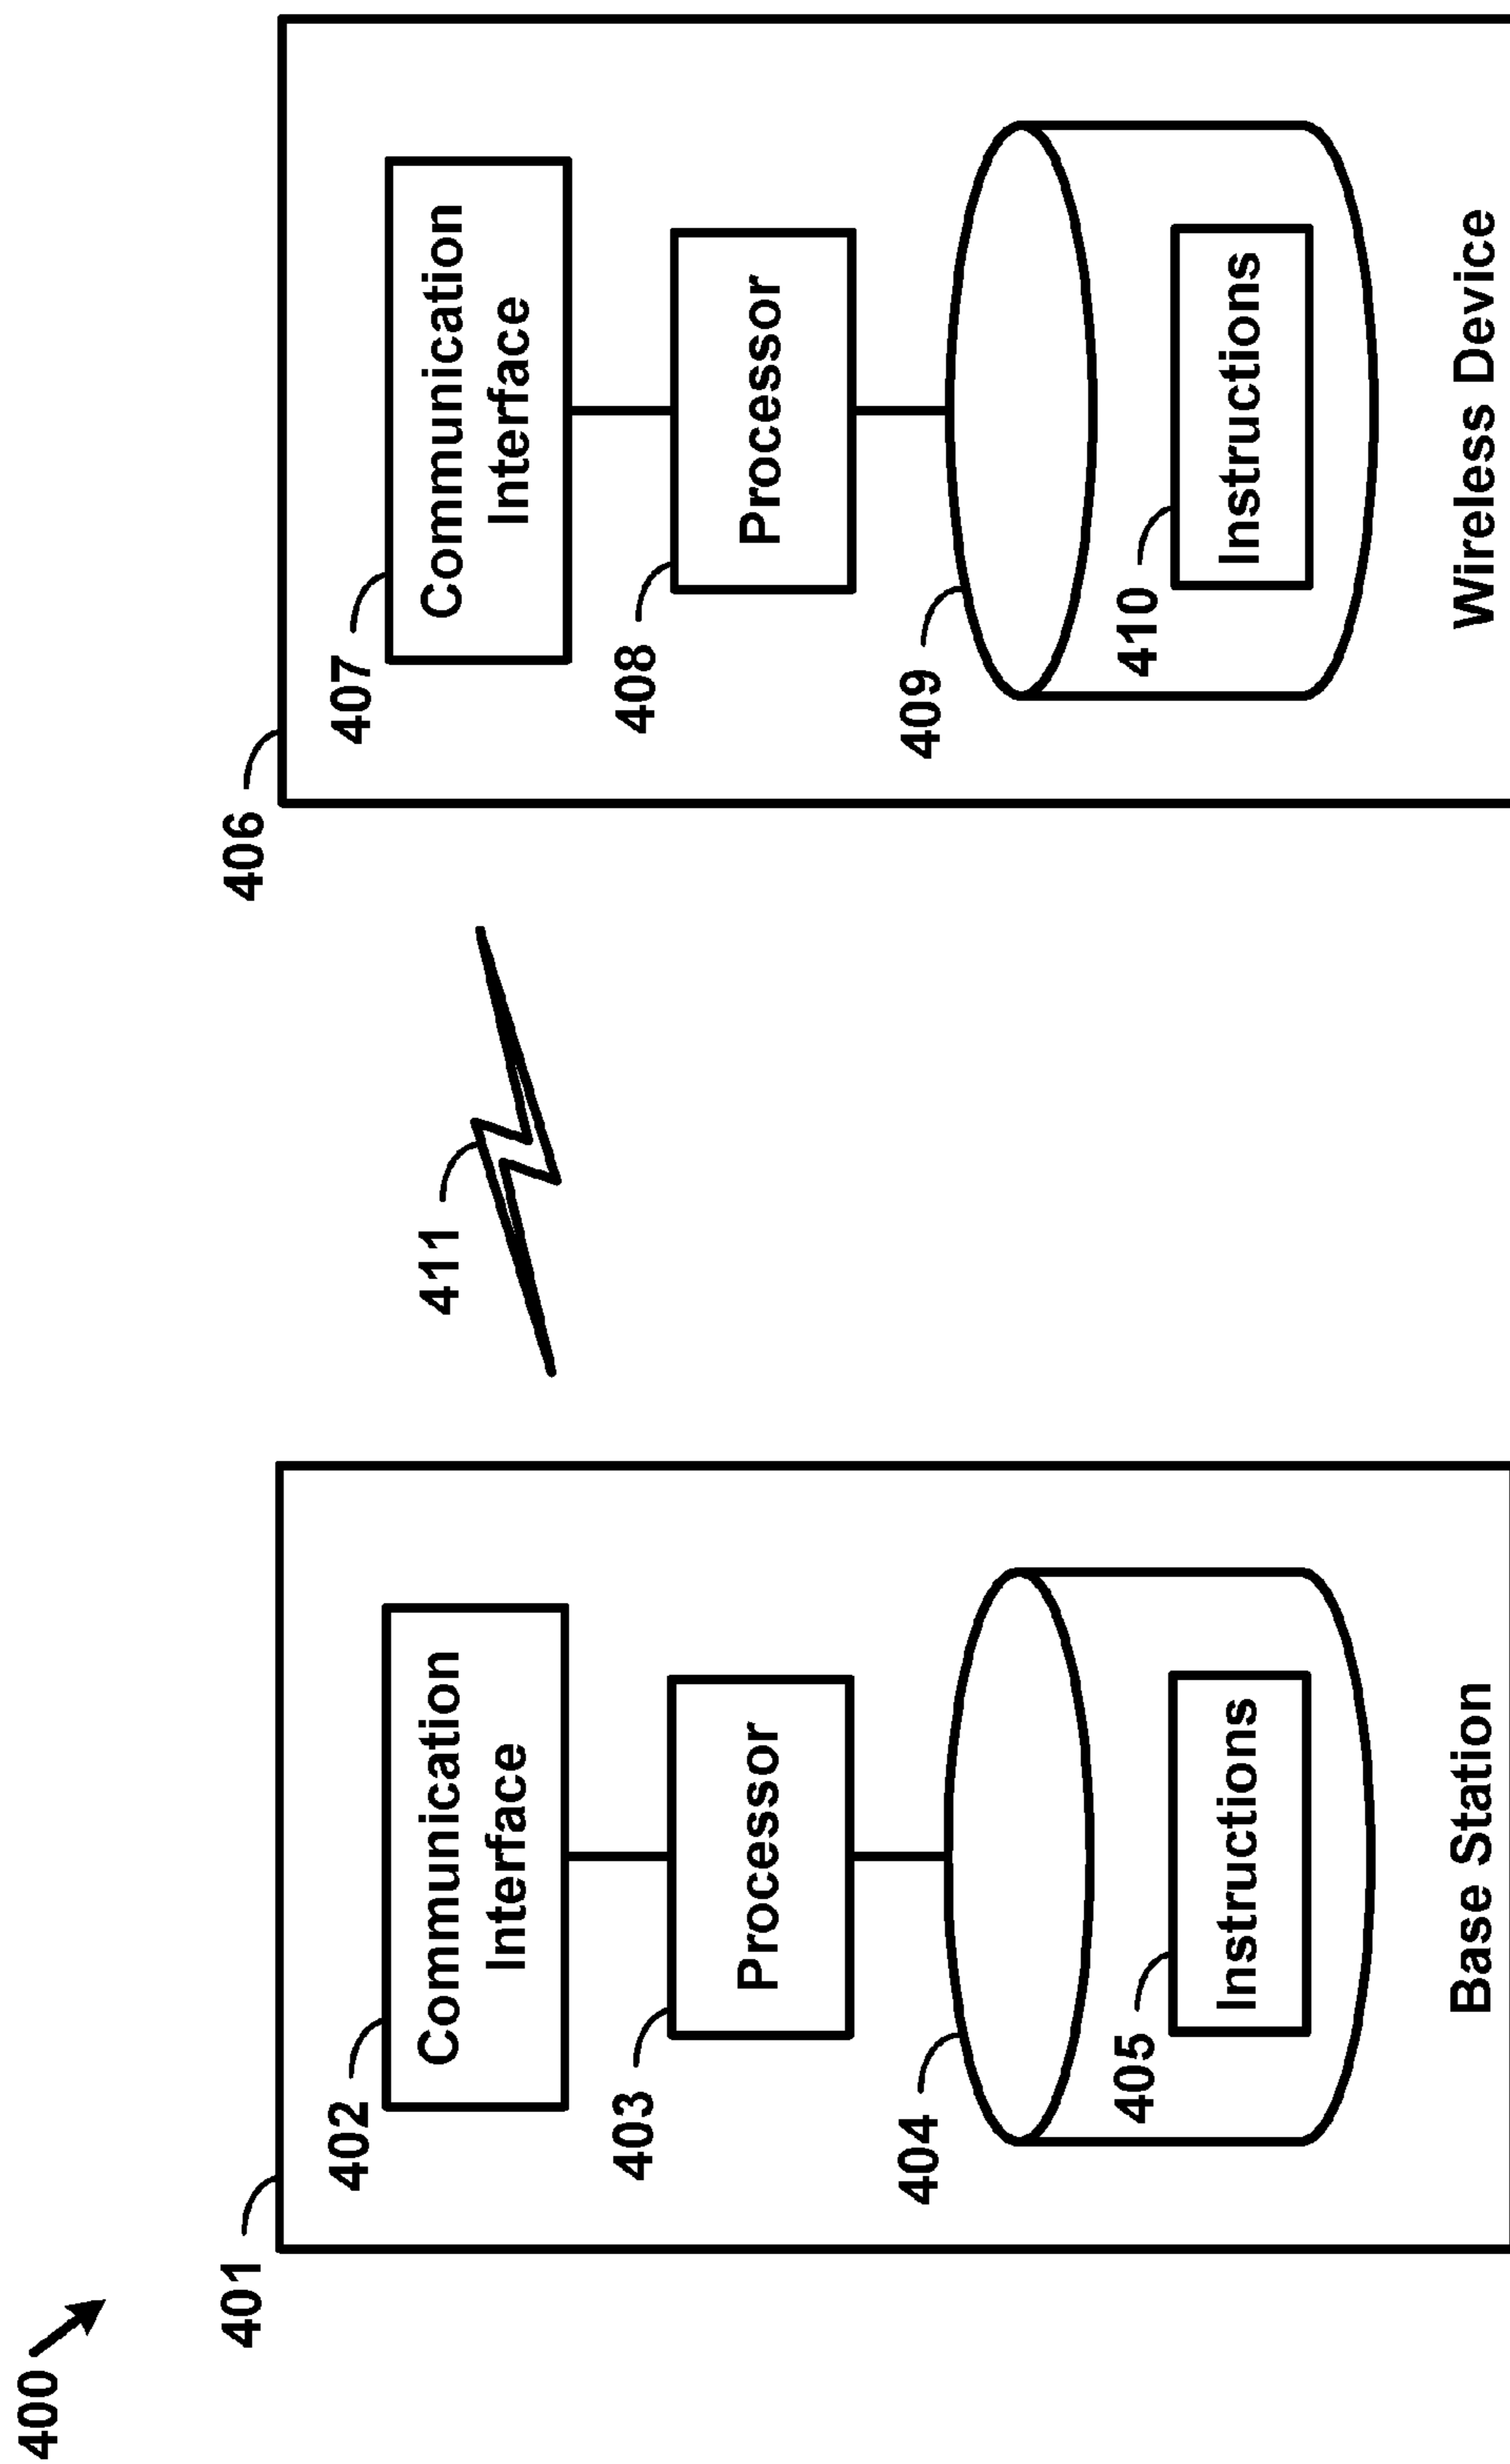 400
401
402
Communication
Interface
403
Processor
404
405
Instructions
Base Station
411
406
407
Communication
Interface
408
Processor
409
410
Instructions
Wireless Device